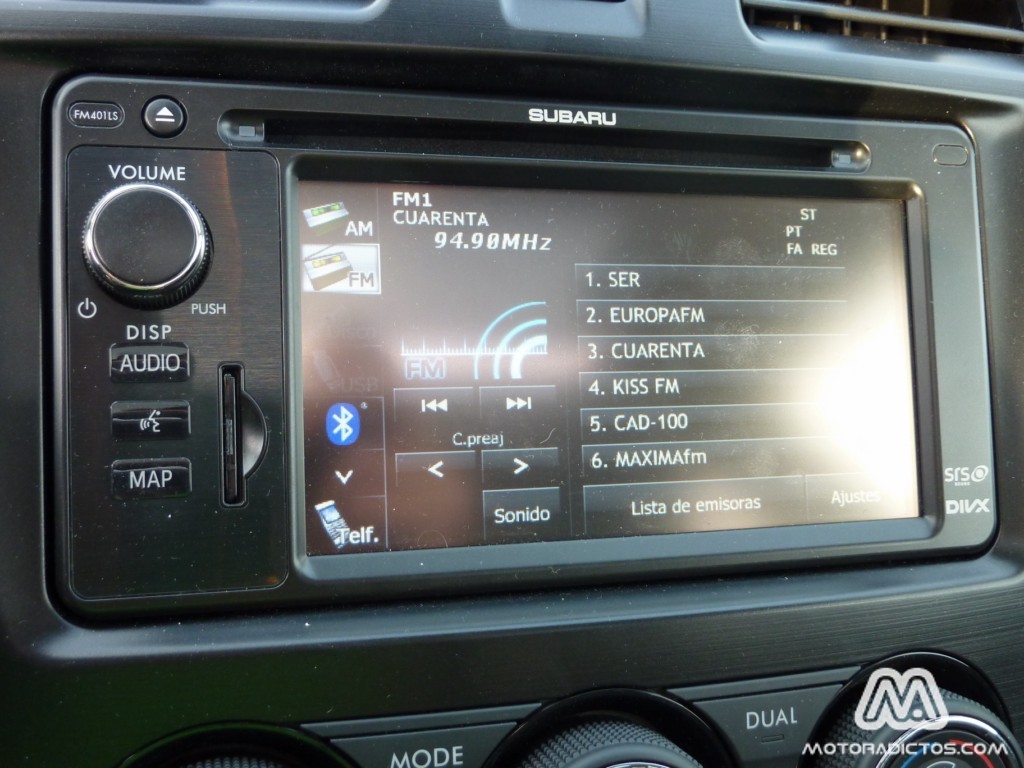 FM401LS
SUBARU
VOLUME
PUSH
DISP
AUDIO
MAP
AM
FM
USB
Telf.
FM1
CUARENTA
94.90MHz
ST
PT
FA REG
FM
C.preaj
Sonido
1. SER
2. EUROPAFM
3. CUARENTA
4. KISS FM
5. CAD-100
6. MAXIMAfm
Lista de emisoras
Ajustes
SRS
DIVX
MODE
DUAL
MOTORADICTOS.COM